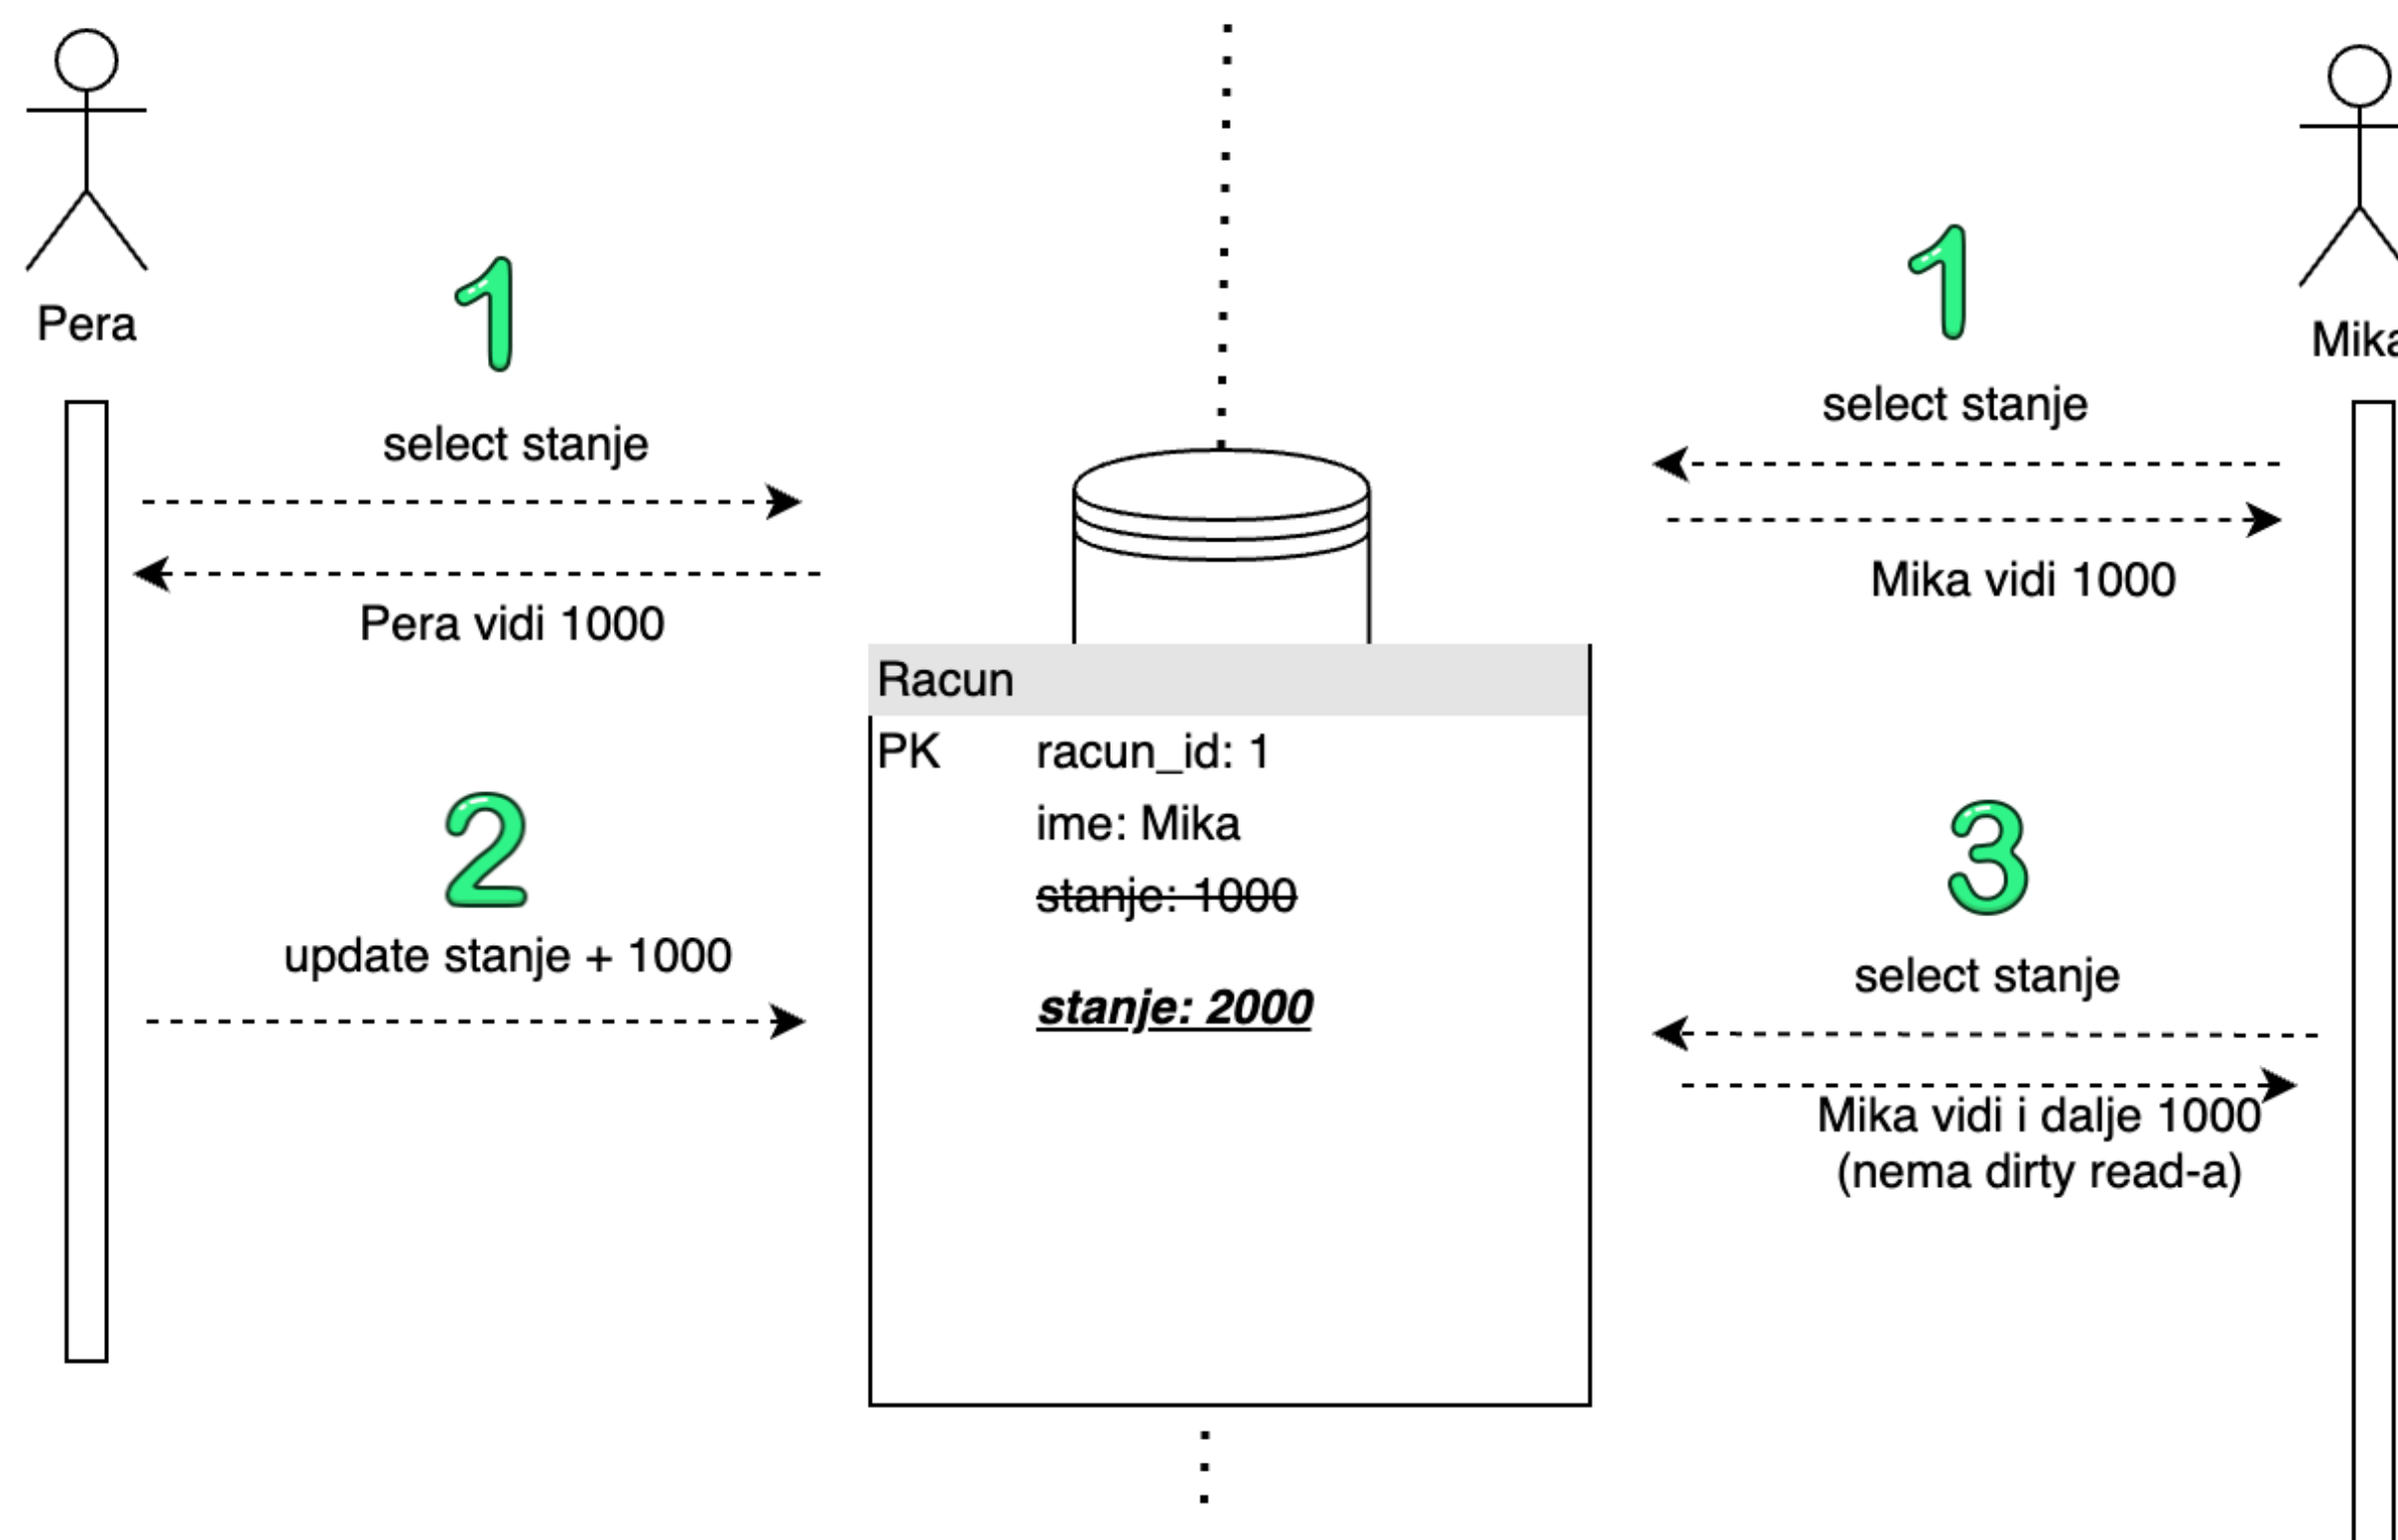 Pera
1
select stanje
Pera vidi 1000
2
update stanje + 1000
Racun
PK racun_id: 1
ime: Mika
stanje: 1000
stanje: 2000
Mika
1
select stanje
Mika vidi 1000
3
select stanje
Mika vidi i dalje 1000
(nema dirty read-a)